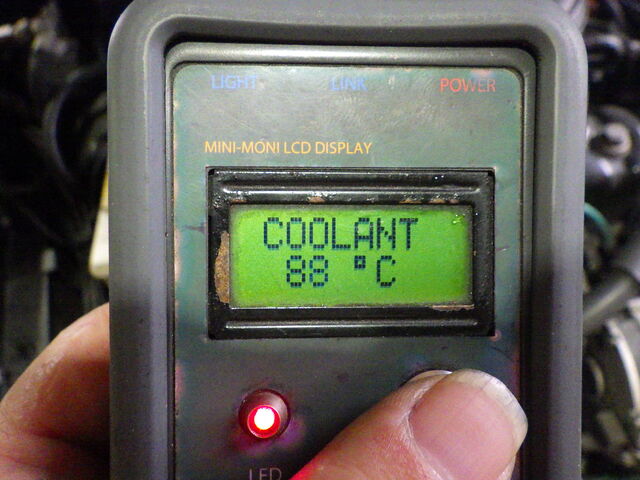 LIGHT LINK POWER
MINI-MONI LCD DISPLAY
COOLANT
88 °C
LED